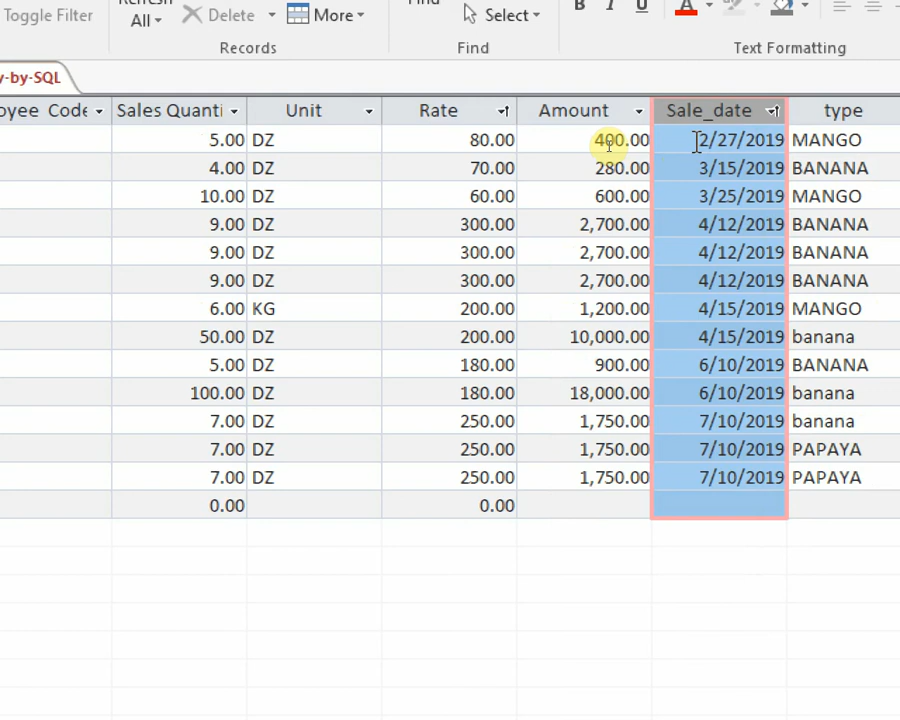 Toggle Filter
All
Delete
More
Select
B I U A
Records
Find
Text Formatting
y-by-SQL
oyee Code Sales Quanti Unit Rate Amount Sale_date type
5.00 DZ 80.00 400.00 2/27/2019 MANGO
4.00 DZ 70.00 280.00 3/15/2019 BANANA
10.00 DZ 60.00 600.00 3/25/2019 MANGO
9.00 DZ 300.00 2,700.00 4/12/2019 BANANA
9.00 DZ 300.00 2,700.00 4/12/2019 BANANA
9.00 DZ 300.00 2,700.00 4/12/2019 BANANA
6.00 KG 200.00 1,200.00 4/15/2019 MANGO
50.00 DZ 200.00 10,000.00 4/15/2019 banana
5.00 DZ 180.00 900.00 6/10/2019 BANANA
100.00 DZ 180.00 18,000.00 6/10/2019 banana
7.00 DZ 250.00 1,750.00 7/10/2019 banana
7.00 DZ 250.00 1,750.00 7/10/2019 PAPAYA
7.00 DZ 250.00 1,750.00 7/10/2019 PAPAYA
0.00 0.00